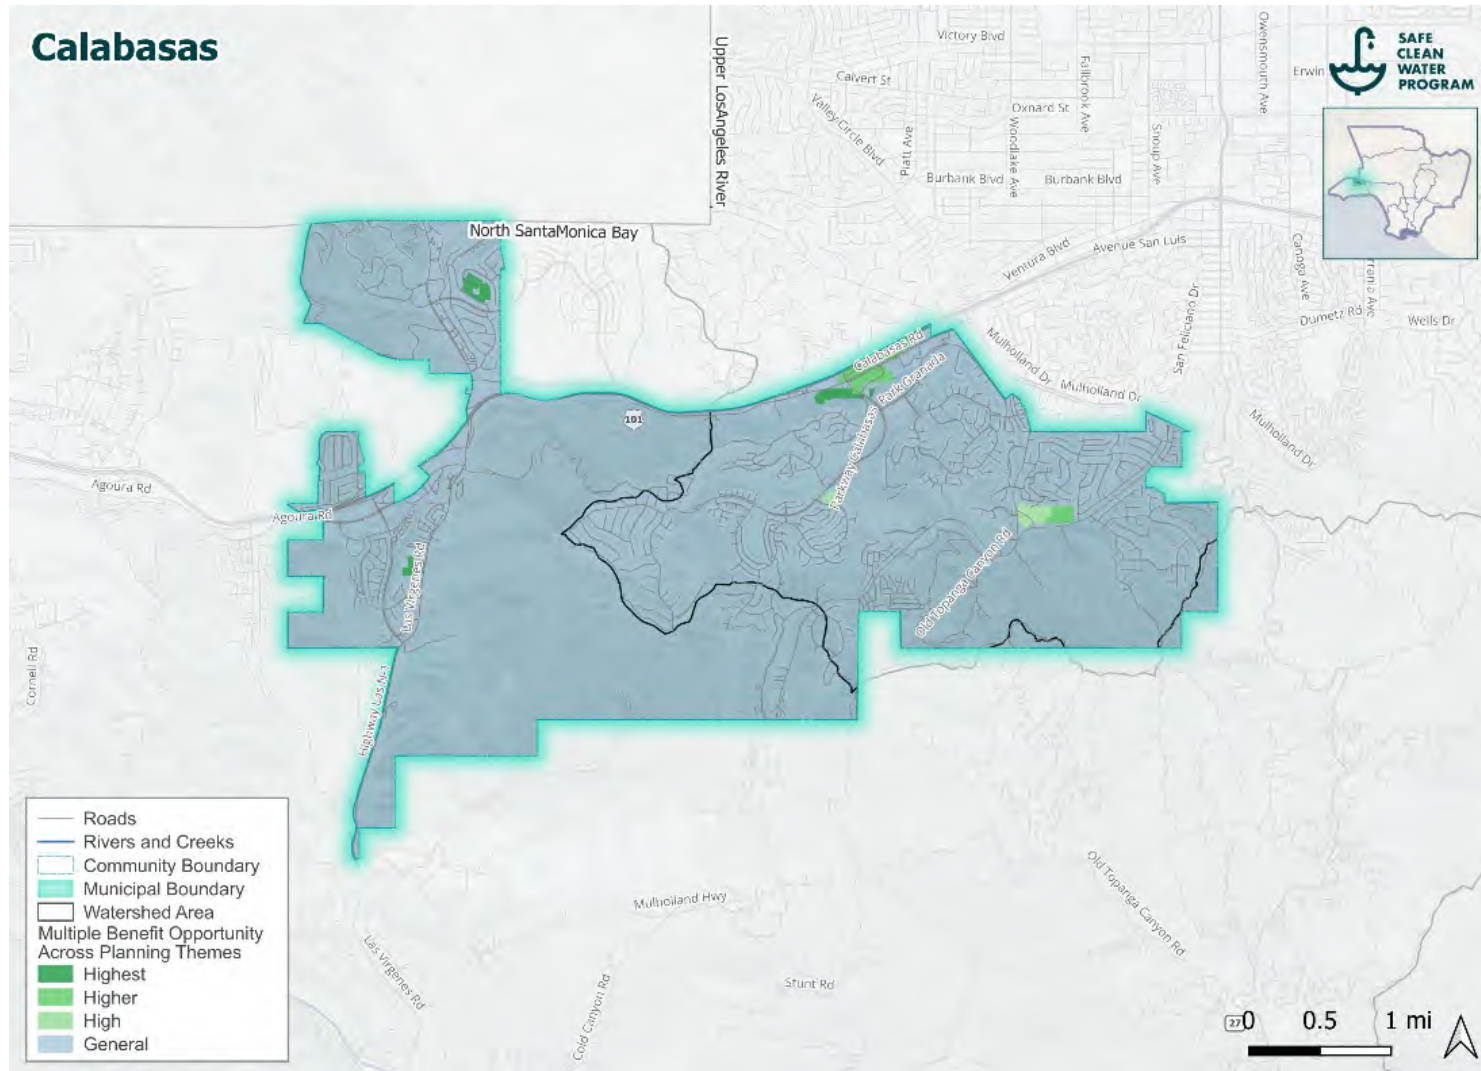 Calabasas
SAFE
CLEAN
WATER
PROGRAM
Upper LosAngeles River
Victory Blvd
Calvert St
Valley Circle Blvd
Platt Ave
Fallbrook Ave
Oxnard St
Woodlake Ave
Burbank Blvd
Burbank Blvd
Shoup Ave
Owensmouth Ave
Erwin
North SantaMonica Bay
Ventura Blvd
Avenue San Luis
Canoga Ave
Dumetz Rd
Wells Dr
San Feliciano Dr
Mulholland Dr
Mulholland Dr
Mulholland Dr
Calabasas Rd
Park Granada
Parkway Calabasas
101
Agoura Rd
Agoura Rd
Las Virgenes Rd
Old Topanga Canyon Rd
Cornell Rd
Highway Las
Mulholland Hwy
Old Topanga Canyon Rd
Las Virgenes Rd
Cold Canyon Rd
Stunt Rd
Roads
Rivers and Creeks
Community Boundary
Municipal Boundary
Watershed Area
Multiple Benefit Opportunity
Across Planning Themes
Highest
Higher
High
General
27
0 0.5 1 mi